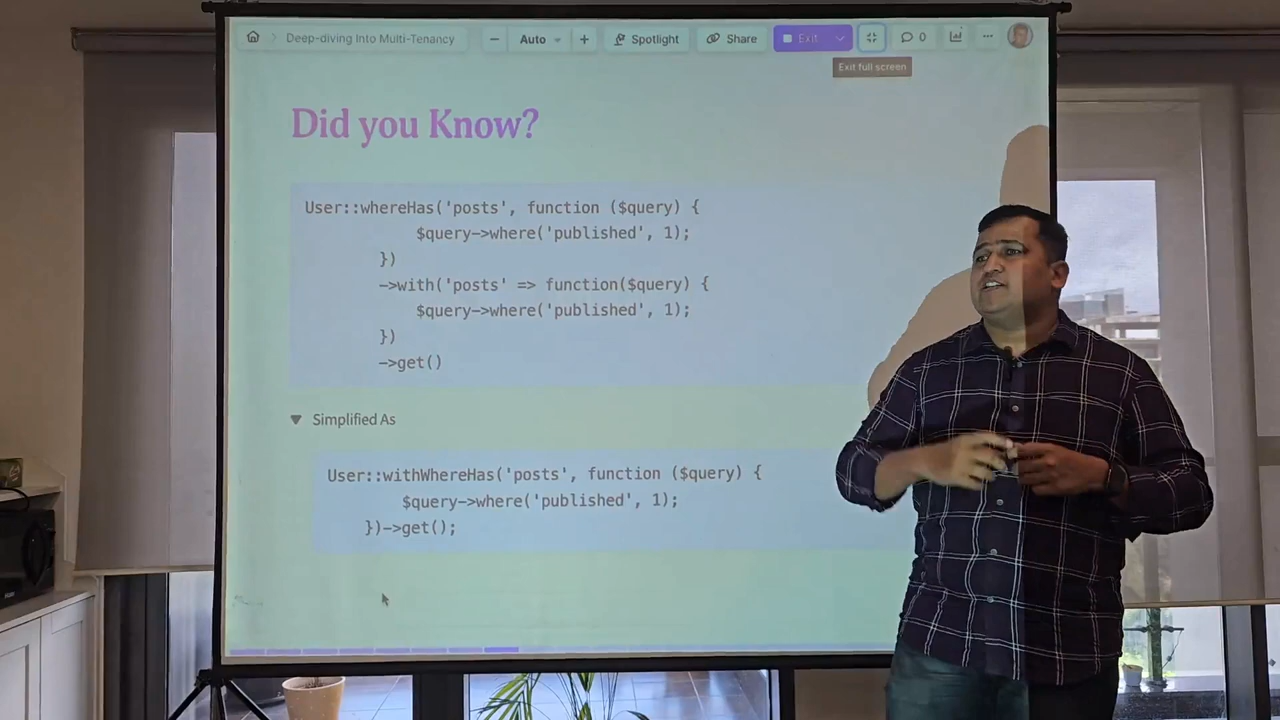 Deep-diving Into Multi-Tenancy
Auto
Spotlight
Share
Exit
0
Exit full screen
Did you Know?
User::whereHas('posts', function ($query) {
$query->where('published', 1);
})
->with('posts' => function($query) {
$query->where('published', 1);
})
->get()
Simplified As
User::withWhereHas('posts', function ($query) {
$query->where('published', 1);
})->get();